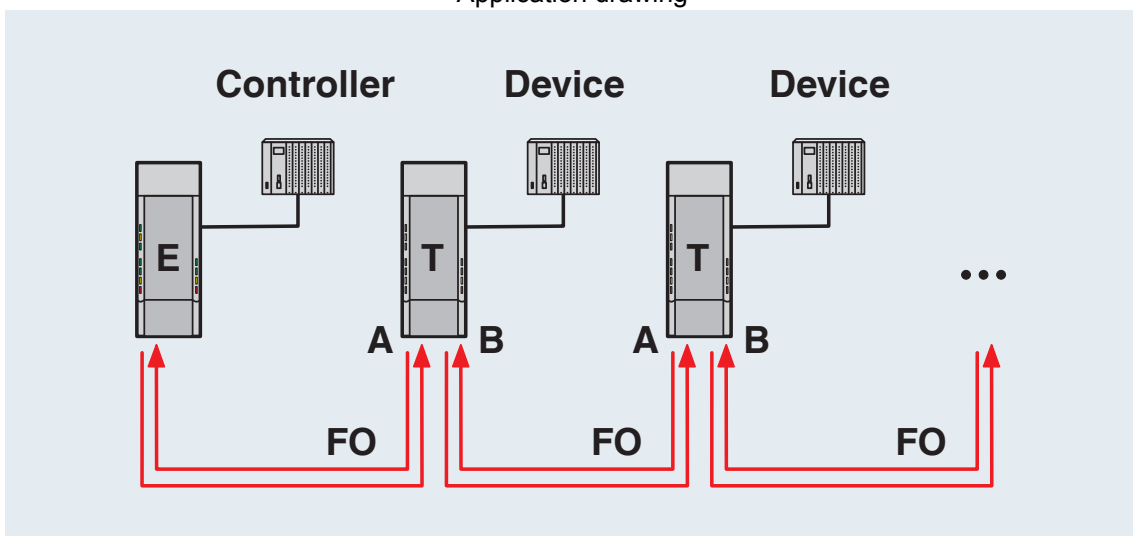 Application drawing
Controller Device Device
E T T
...
A B A B
FO FO FO